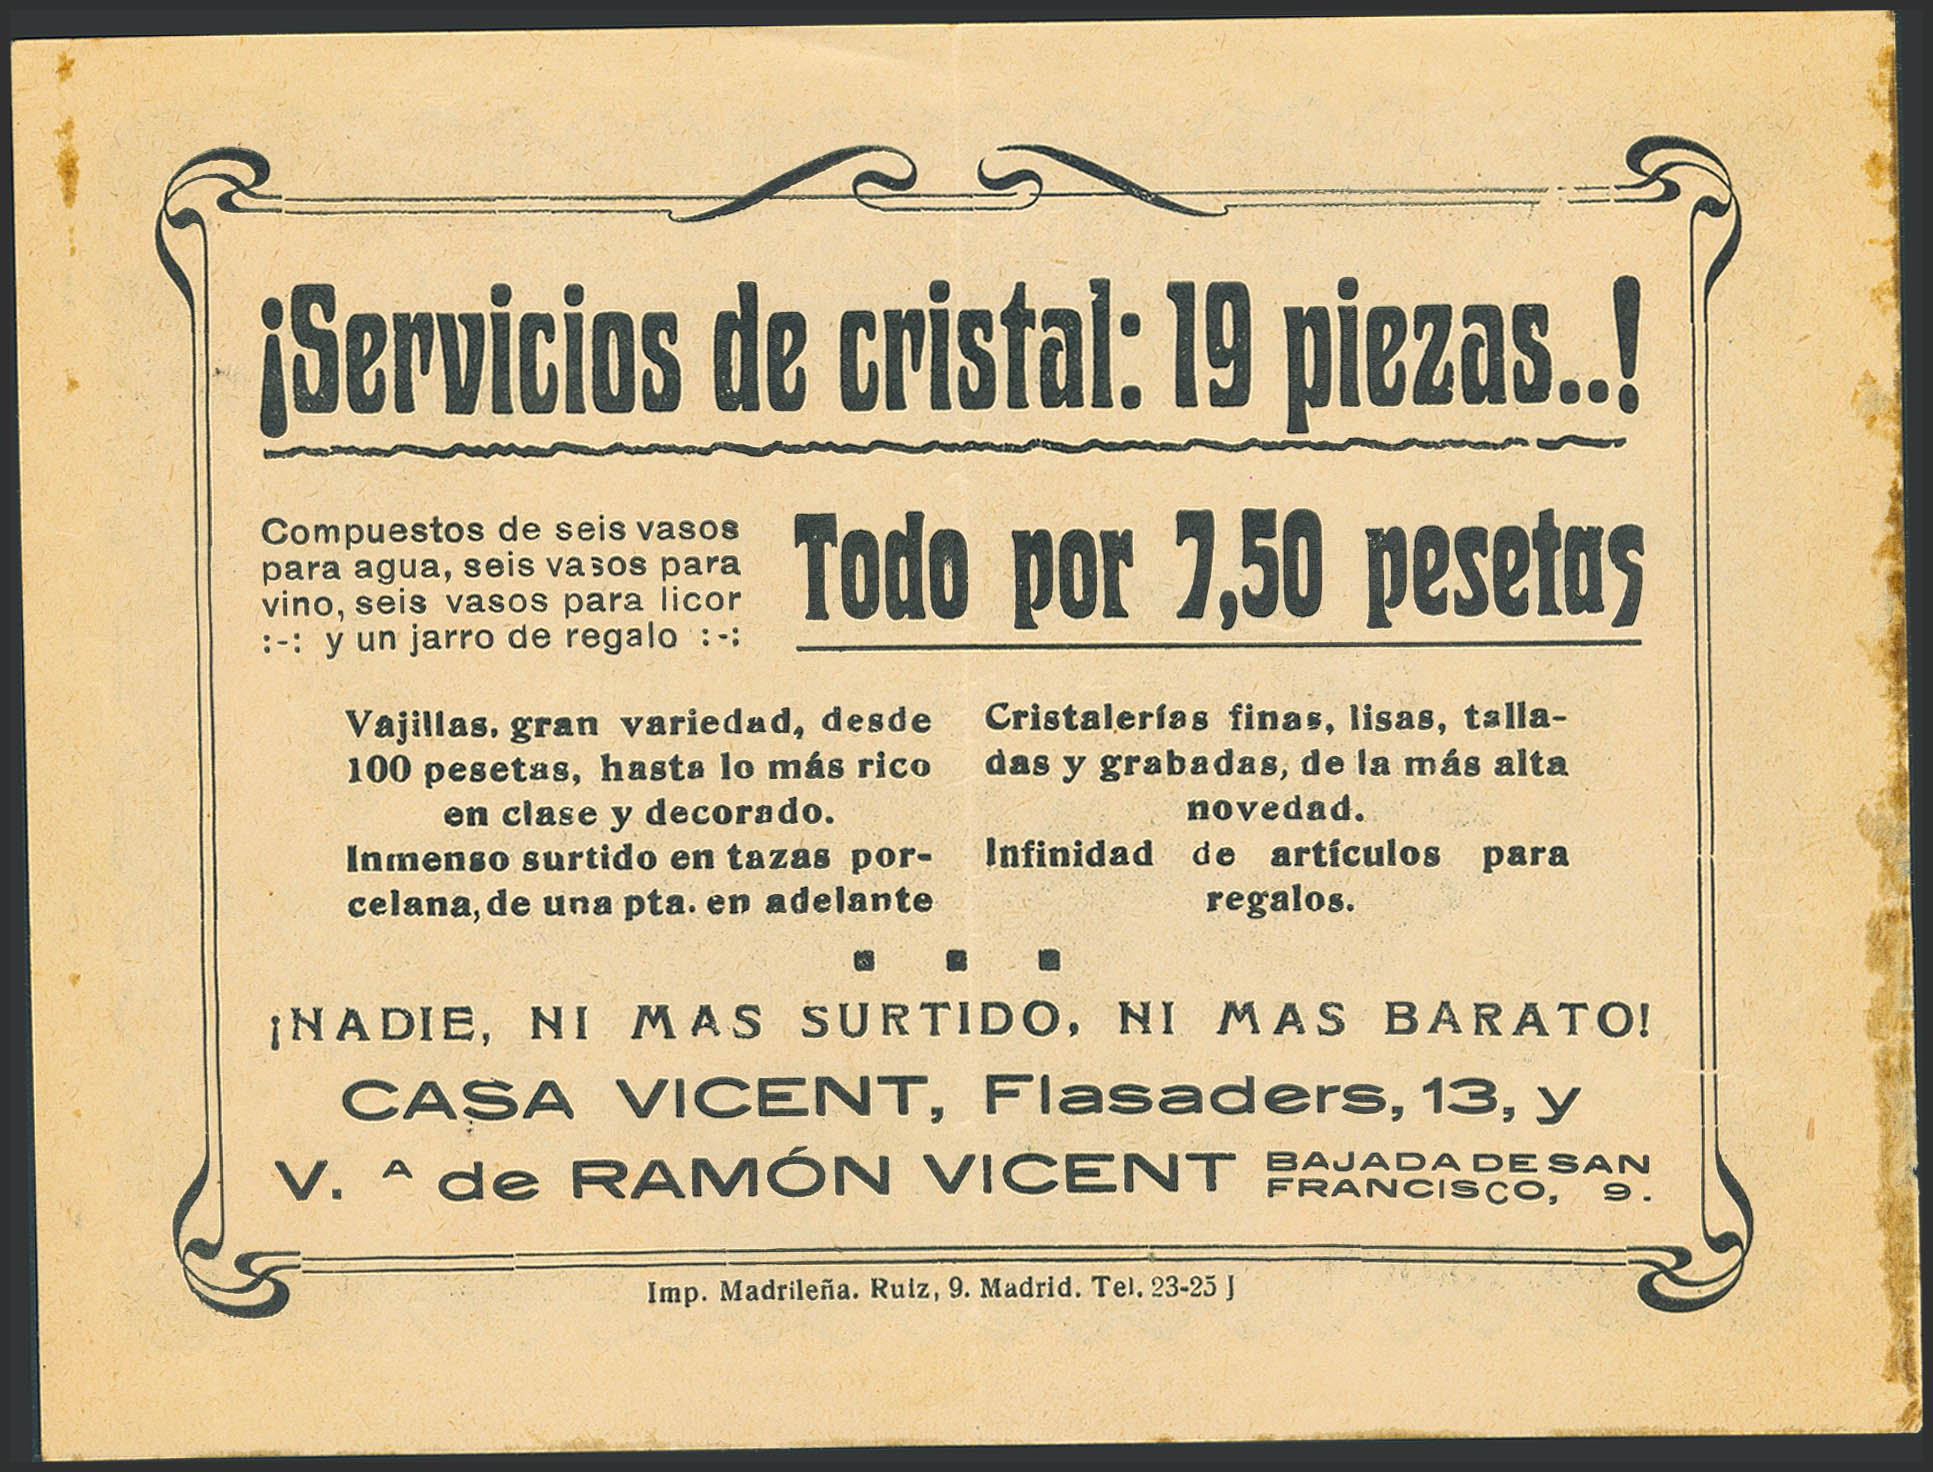 ¡Servicios de cristal: 19 piezas..!
Compuestos de seis vasos
para agua, seis vasos para
vino, seis vasos para licor
:-: y un jarro de regalo :-:
Todo por 7,50 pesetas
Vajillas, gran variedad, desde
100 pesetas, hasta lo más rico
en clase y decorado.
Inmenso surtido en tazas por-
celana, de una pta. en adelante
Cristalerías finas, lisas, talla-
das y grabadas, de la más alta
novedad.
Infinidad de artículos para
regalos.
¡NADIE, NI MAS SURTIDO, NI MAS BARATO!
CASA VICENT, Flasaders, 13, y
V.ª de RAMÓN VICENT BAJADA DE SAN
FRANCISCO, 9.
Imp. Madrileña. Ruiz, 9. Madrid. Tel. 23-25 J